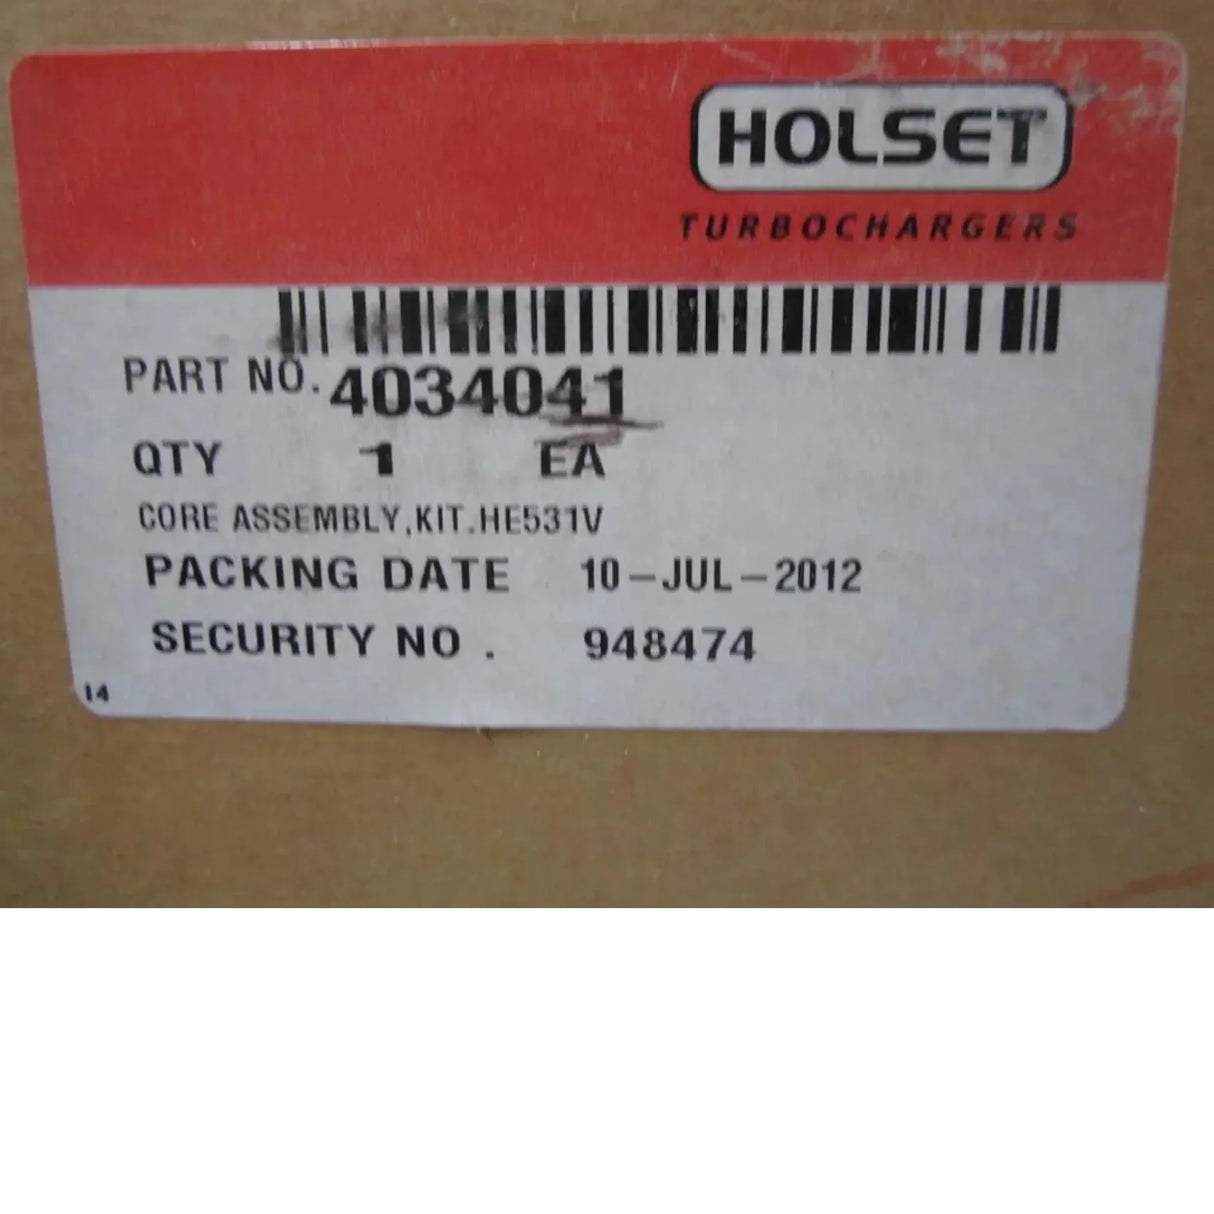 HOLSET
TURBOCHARGERS
PART NO. 4034041
QTY 1 EA
CORE ASSEMBLY,KIT.HE531V
PACKING DATE 10-JUL-2012
SECURITY NO . 948474
14